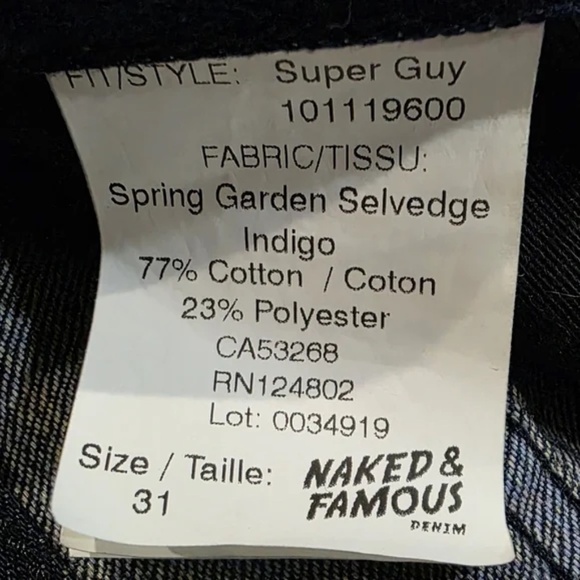 FIT/STYLE: Super Guy
101119600
FABRIC/TISSU:
Spring Garden Selvedge
Indigo
77% Cotton / Coton
23% Polyester
CA53268
RN124802
Lot: 0034919
Size / Taille:
31
NAKED &
FAMOUS
DENIM